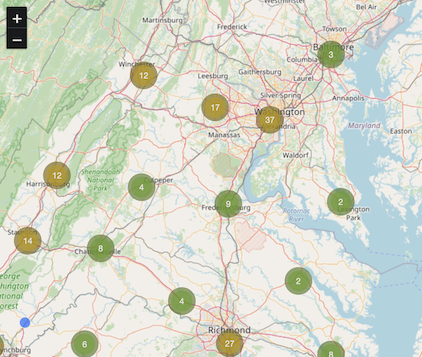 Westminster
Bel Air
Martinsburg
Frederick
Towson
+
−
Baltimore
3
Columbia
Winchester
12
Leesburg
Gaithersburg
Laurel
Silver Spring
17
Annapolis
37
Washington
Maryland
Easton
Manassas
Waldorf
Shenandoah
National
Park
12
Harrisonburg
4
Culpeper
9
Fredericksburg
2
Lexington
Park
Potomac
River
14
8
Charlottesville
2
4
George
Washington
National
Forest
Richmond
27
6
8
Lynchburg